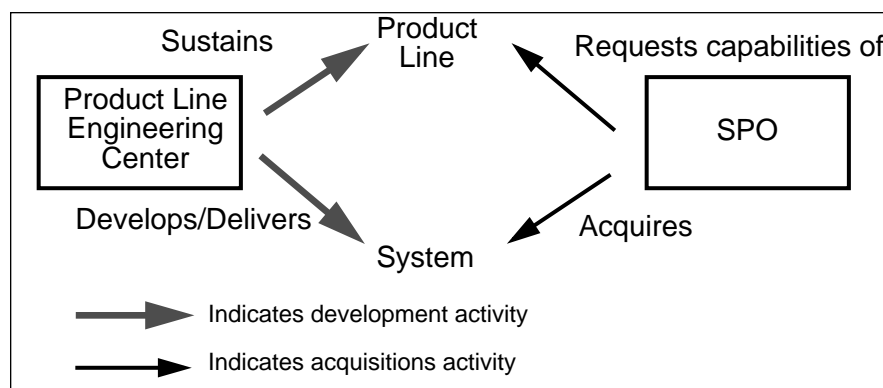 Sustains
Product
Line
Requests capabilities of
Product Line
Engineering
Center
SPO
Develops/Delivers
Acquires
System
Indicates development activity
Indicates acquisitions activity